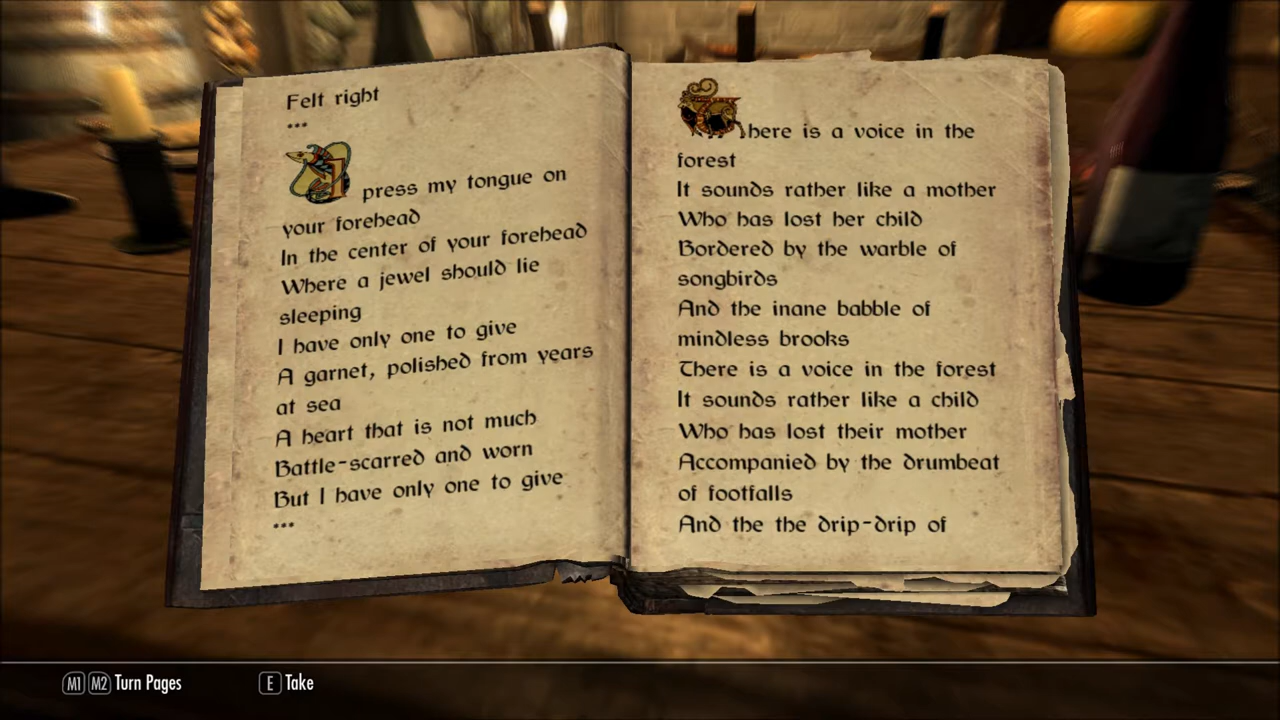 Felt right
...
I press my tongue on
your forehead
In the center of your forehead
Where a jewel should lie
sleeping
I have only one to give
A garnet, polished from years
at sea
A heart that is not much
Battle-scarred and worn
But I have only one to give
...
There is a voice in the
forest
It sounds rather like a mother
Who has lost her child
Bordered by the warble of
songbirds
And the inane babble of
mindless brooks
There is a voice in the forest
It sounds rather like a child
Who has lost their mother
Accompanied by the drumbeat
of footfalls
And the the drip-drip of
M1 M2 Turn Pages
E Take